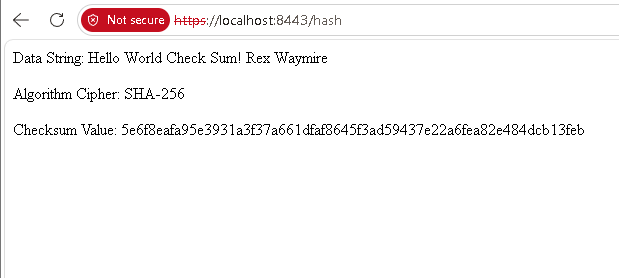 Not secure https://localhost:8443/hash
Data String: Hello World Check Sum! Rex Waymire
Algorithm Cipher: SHA-256
Checksum Value: 5e6f8eafa95e3931a3f37a661dfaf8645f3ad59437e22a6fea82e484dcb13feb